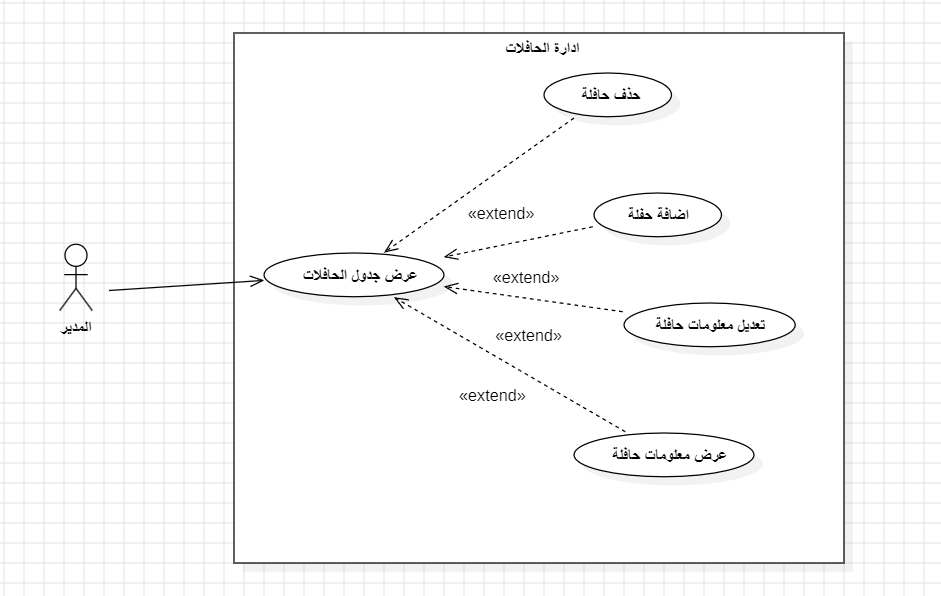 ادارة الحافلات
حذف حافلة
«extend»
اضافة حفلة
عرض جدول الحافلات
«extend»
تعديل معلومات حافلة
المدير
«extend»
«extend»
عرض معلومات حافلة